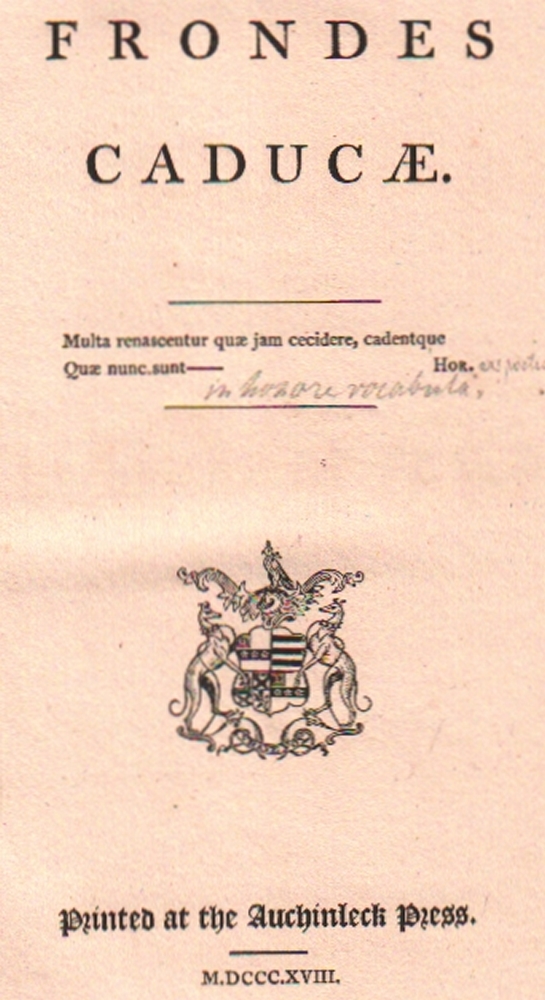 FRONDES
CADUCÆ.
Multa renascentur quæ jam cecidere, cadentque
Quæ nunc sunt—— Hor.
in honore vocabula,
Printed at the Auchinleck Press.
M.DCCC.XVIII.